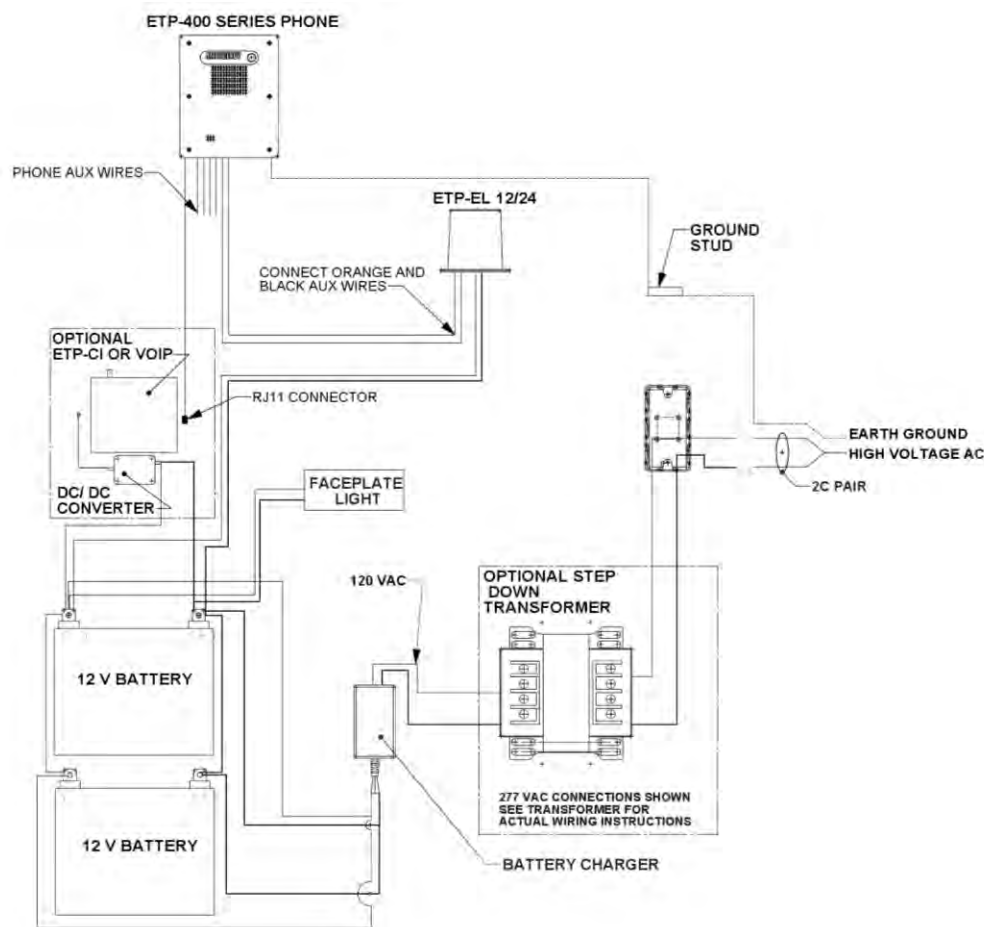 ETP-400 SERIES PHONE
PHONE AUX WIRES
ETP-EL 12/24
GROUND
STUD
CONNECT ORANGE AND
BLACK AUX WIRES
OPTIONAL
ETP-CI OR VOIP
RJ11 CONNECTOR
EARTH GROUND
HIGH VOLTAGE AC
2C PAIR
DC/ DC
CONVERTER
FACEPLATE
LIGHT
120 VAC
OPTIONAL STEP
DOWN
TRANSFORMER
12 V BATTERY
277 VAC CONNECTIONS SHOWN
SEE TRANSFORMER FOR
ACTUAL WIRING INSTRUCTIONS
12 V BATTERY
BATTERY CHARGER